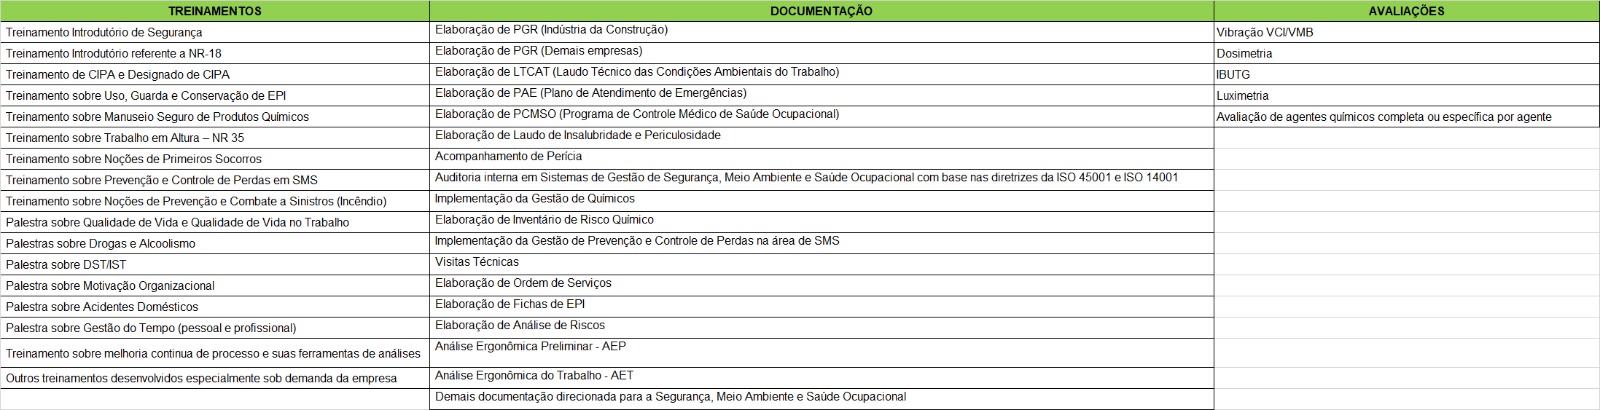 TREINAMENTOS DOCUMENTAÇÃO AVALIAÇÕES
Treinamento Introdutório de Segurança Elaboração de PGR (Indústria da Construção) Vibração VCI/VMB
Treinamento Introdutório referente a NR-18 Elaboração de PGR (Demais empresas) Dosimetria
Treinamento de CIPA e Designado de CIPA Elaboração de LTCAT (Laudo Técnico das Condições Ambientais do Trabalho) IBUTG
Treinamento sobre Uso, Guarda e Conservação de EPI Elaboração de PAE (Plano de Atendimento de Emergências) Luximetria
Treinamento sobre Manuseio Seguro de Produtos Químicos Elaboração de PCMSO (Programa de Controle Médico de Saúde Ocupacional) Avaliação de agentes químicos completa ou específica por agente
Treinamento sobre Trabalho em Altura – NR 35 Elaboração de Laudo de Insalubridade e Periculosidade
Treinamento sobre Noções de Primeiros Socorros Acompanhamento de Perícia
Treinamento sobre Prevenção e Controle de Perdas em SMS Auditoria interna em Sistemas de Gestão de Segurança, Meio Ambiente e Saúde Ocupacional com base nas diretrizes da ISO 45001 e ISO 14001
Treinamento sobre Noções de Prevenção e Combate a Sinistros (Incêndio) Implementação da Gestão de Químicos
Palestra sobre Qualidade de Vida e Qualidade de Vida no Trabalho Elaboração de Inventário de Risco Químico
Palestras sobre Drogas e Alcoolismo Implementação da Gestão de Prevenção e Controle de Perdas na área de SMS
Palestra sobre DST/IST Visitas Técnicas
Palestra sobre Motivação Organizacional Elaboração de Ordem de Serviços
Palestra sobre Acidentes Domésticos Elaboração de Fichas de EPI
Palestra sobre Gestão do Tempo (pessoal e profissional) Elaboração de Análise de Riscos
Treinamento sobre melhoria continua de processo e suas ferramentas de análises Análise Ergonômica Preliminar - AEP
Outros treinamentos desenvolvidos especialmente sob demanda da empresa Análise Ergonômica do Trabalho - AET
Demais documentação direcionada para a Segurança, Meio Ambiente e Saúde Ocupacional